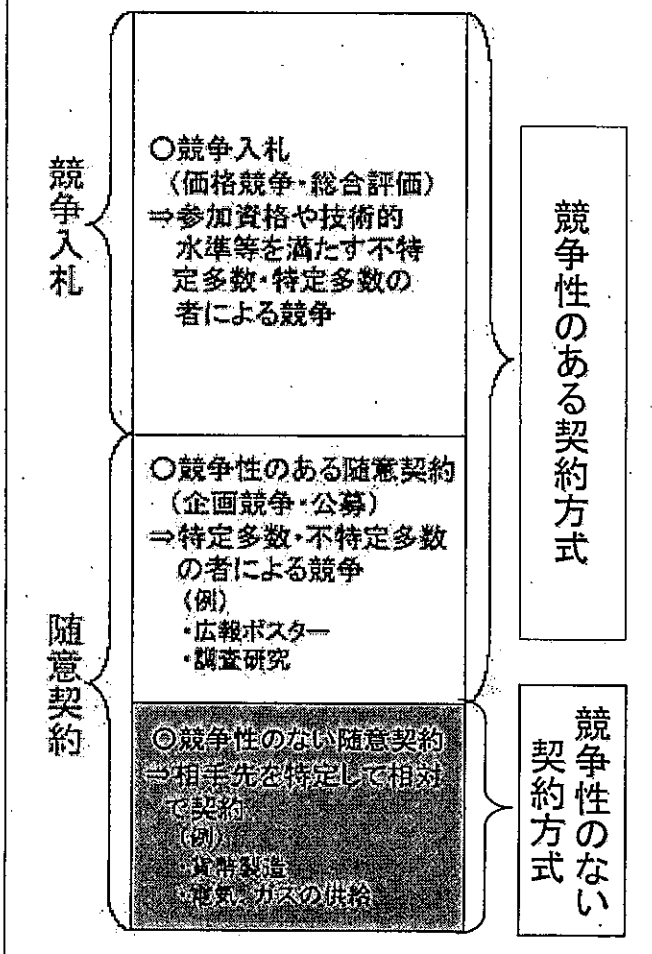 競争入札
〇競争入札
（価格競争・総合評価）
⇒参加資格や技術的
水準等を満たす不特
定多数・特定多数の
者による競争
競争性のある契約方式
随意契約
〇競争性のある随意契約
（企画競争・公募）
⇒特定多数・不特定多数
の者による競争
（例）
・広報ポスター
・調査研究
〇競争性のない随意契約
⇒相手先を特定して相対
で契約
（例）
製造
・電気、ガスの供給
競争性のない
契約方式